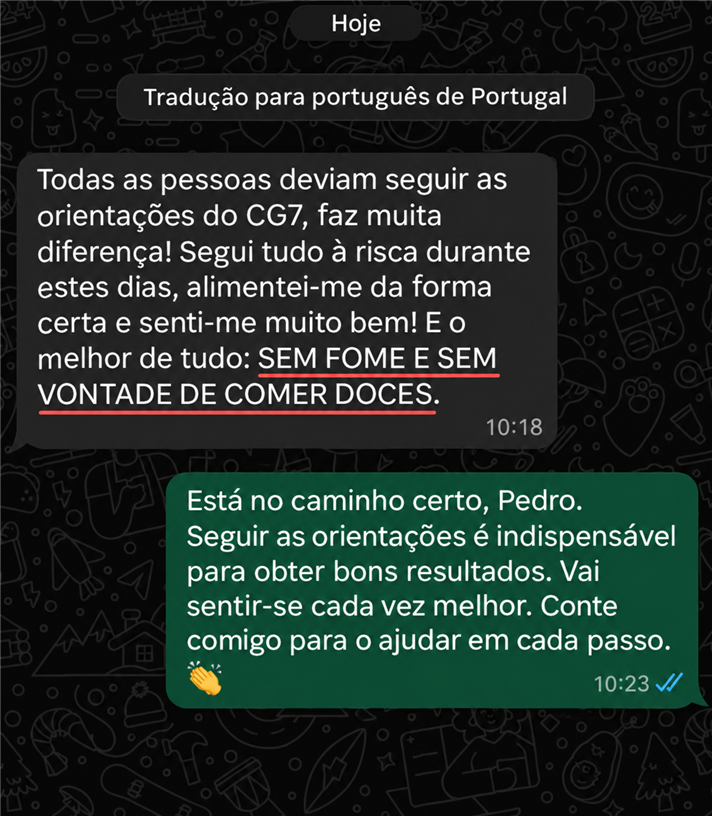 Hoje
Tradução para português de Portugal
Todas as pessoas deviam seguir as
orientações do CG7, faz muita
diferença! Segui tudo à risca durante
estes dias, alimentei-me da forma
certa e senti-me muito bem! E o
melhor de tudo: SEM FOME E SEM
VONTADE DE COMER DOCES.
10:18
Está no caminho certo, Pedro.
Seguir as orientações é indispensável
para obter bons resultados. Vai
sentir-se cada vez melhor. Conte
comigo para o ajudar em cada passo.
👏
10:23